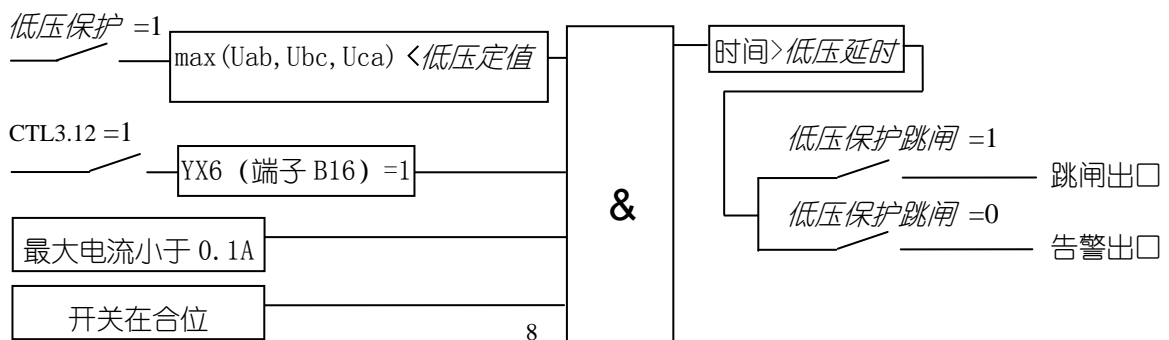 低压保护 =1
max(Uab,Ubc,Uca) <低压定值
时间>低压延时
CTL3.12 =1
YX6 (端子 B16) =1
低压保护跳闸 =1
跳闸出口
&
低压保护跳闸 =0
告警出口
最大电流小于 0.1A
开关在合位
8